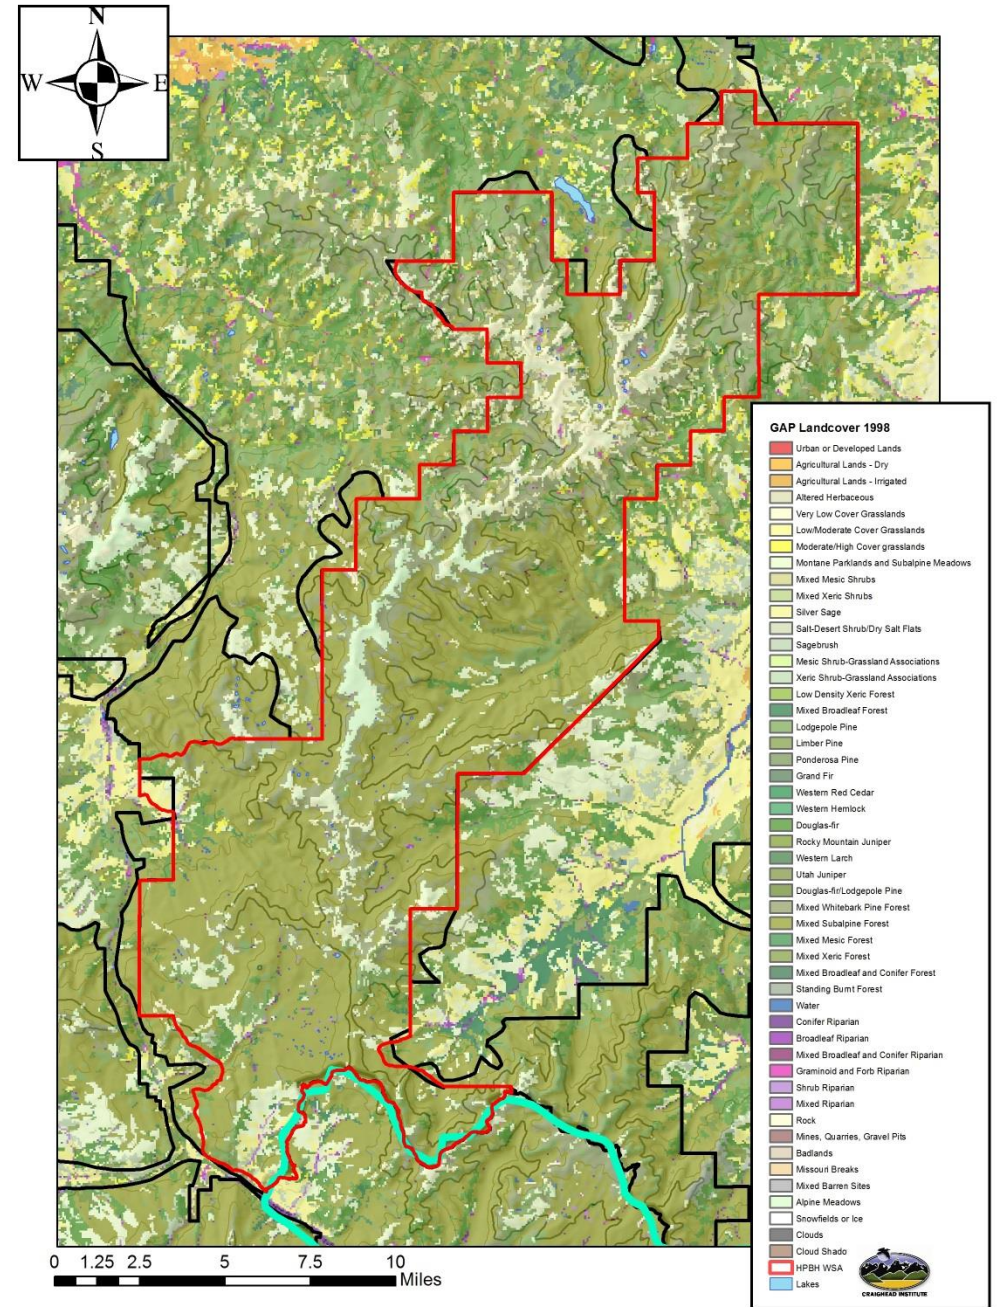 N
W E
S
GAP Landcover 1998
Urban or Developed Lands
Agricultural Lands - Dry
Agricultural Lands - Irrigated
Altered Herbaceous
Very Low Cover Grasslands
Low/Moderate Cover Grasslands
Moderate/High Cover grasslands
Montane Parklands and Subalpine Meadows
Mixed Mesic Shrubs
Mixed Xeric Shrubs
Silver Sage
Salt-Desert Shrub/Dry Salt Flats
Sagebrush
Mesic Shrub-Grassland Associations
Xeric Shrub-Grassland Associations
Low Density Xeric Forest
Mixed Broadleaf Forest
Lodgepole Pine
Limber Pine
Ponderosa Pine
Grand Fir
Western Red Cedar
Western Hemlock
Douglas-fir
Rocky Mountain Juniper
Western Larch
Utah Juniper
Douglas-fir/Lodgepole Pine
Mixed Whitebark Pine Forest
Mixed Subalpine Forest
Mixed Mesic Forest
Mixed Xeric Forest
Mixed Broadleaf and Conifer Forest
Standing Burnt Forest
Water
Conifer Riparian
Broadleaf Riparian
Mixed Broadleaf and Conifer Riparian
Graminoid and Forb Riparian
Shrub Riparian
Mixed Riparian
Rock
Mines, Quarries, Gravel Pits
Badlands
Missouri Breaks
Mixed Barren Sites
Alpine Meadows
Snowfields or Ice
Clouds
Cloud Shado
HPBH WSA
Lakes
CRAIGHEAD INSTITUTE
0 1.25 2.5 5 7.5 10
Miles